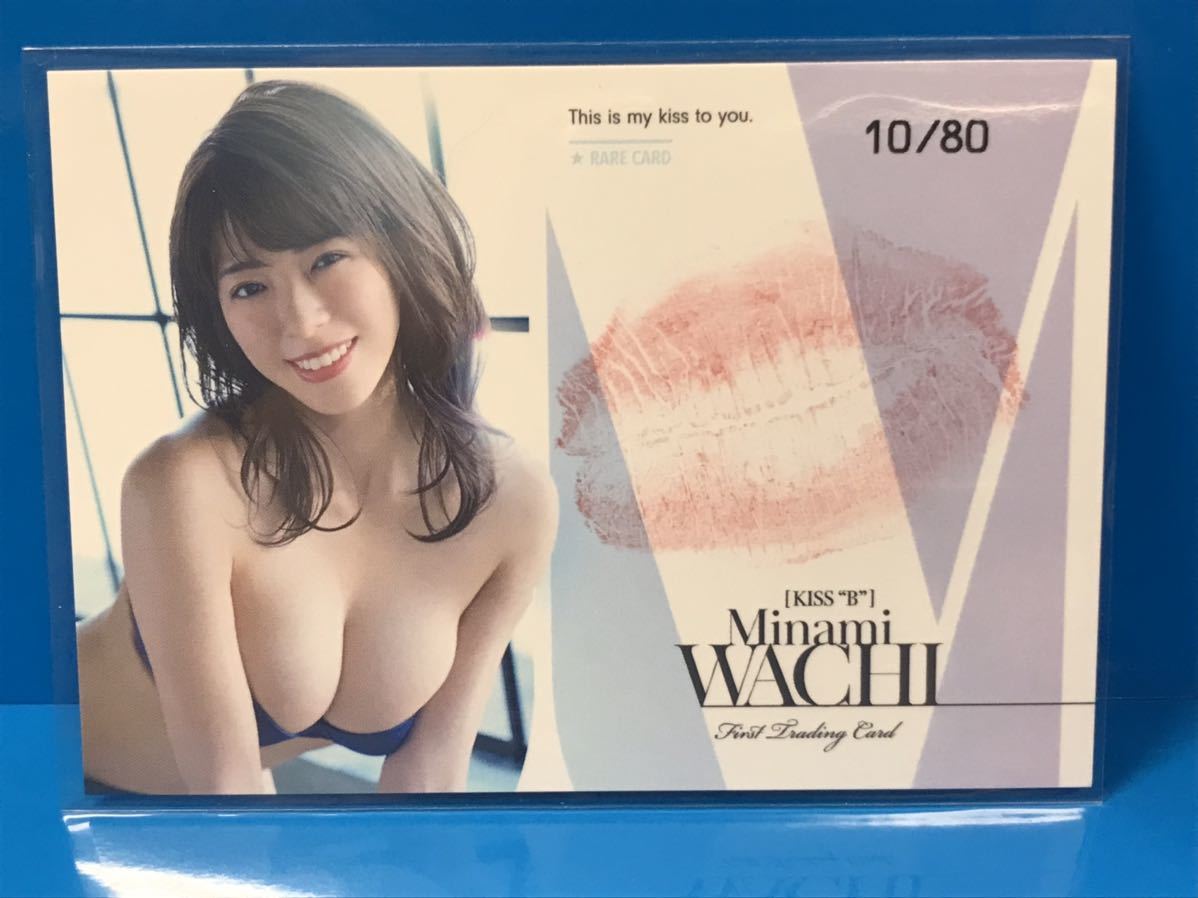 This is my kiss to you.
★ RARE CARD
10/80
[KISS “B”]
Minami
WACHI
First Trading Card